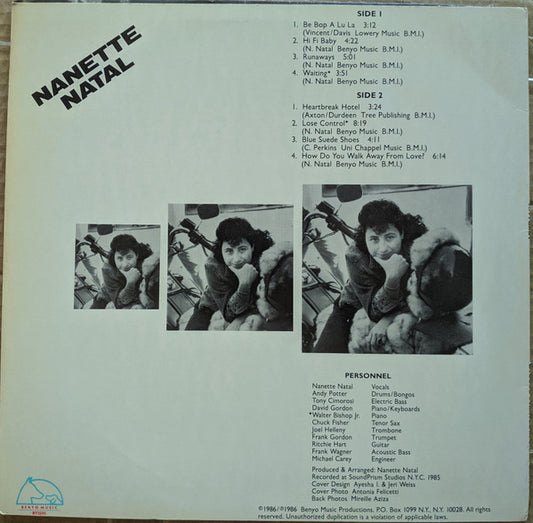 NANETTE
NATAL
SIDE 1
1. Be Bop A Lu La 3:12
(Vincent/Davis Lowery Music B.M.I.)
2. Hi Fi Baby 4:22
(N. Natal Benyo Music B.M.I.)
3. Runaways 5:01
(N. Natal Benyo Music B.M.I.)
4. Waiting* 3:51
(N. Natal Benyo Music B.M.I.)
SIDE 2
1. Heartbreak Hotel 3:24
(Axton/Durdeen Tree Publishing B.M.I.)
2. Lose Control* 8:19
(N. Natal Benyo Music B.M.I.)
3. Blue Suede Shoes 4:11
(C. Perkins Uni Chappel Music B.M.I.)
4. How Do You Walk Away From Love? 6:14
(N. Natal Benyo Music B.M.I.)
PERSONNEL
Nanette Natal Vocals
Andy Potter Drums/Bongos
Tony Cimorosi Electric Bass
David Gordon Piano/Keyboards
*Walter Bishop Jr. Piano
Chuck Fisher Tenor Sax
Joel Helleny Trombone
Frank Gordon Trumpet
Ritchie Hart Guitar
Frank Wagner Acoustic Bass
Michael Carey Engineer
Produced & Arranged: Nanette Natal
Recorded at SoundPrism Studios N.Y.C. 1985
Cover Design Ayesha I. & Jeri Weiss
Cover Photo Antonia Felicetti
Back Photos Mireille Aziza
©1986/℗1986 Benyo Music Productions. P.O. Box 1099 N.Y., N.Y. 10028. All rights
reserved. Unauthorized duplication is a violation of applicable laws.
BENYO MUSIC